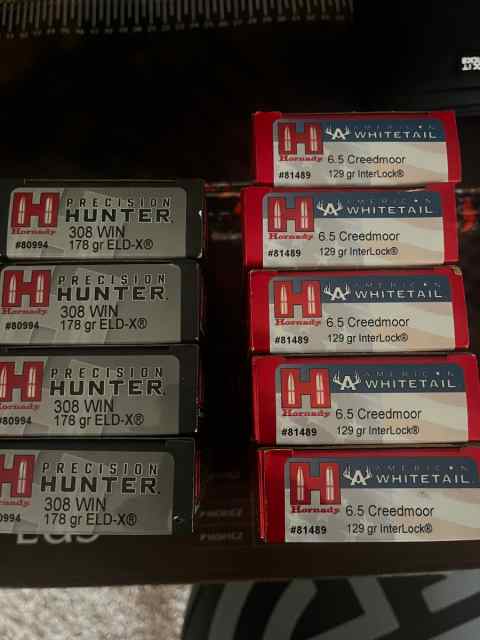 PRECISION
HUNTER
Hornady
308 WIN
#80994
178 gr ELD-X®
PRECISION
HUNTER
308 WIN
Hornady
#80994
178 gr ELD-X®
PRECISION
HUNTER
308 WIN
Hornady
80994
178 gr ELD-X®
PRECISION
HUNTER
308 WIN
Hornady
994
178 gr ELD-X®
AMERICAN
WHITETAIL
Hornady
6.5 Creedmoor
#81489
129 gr InterLock®
AMERICAN
WHITETAIL
Hornady
6.5 Creedmoor
#81489
129 gr InterLock®
AMERICAN
WHITETAIL
Hornady
6.5 Creedmoor
#81489
129 gr InterLock®
AMERICAN
WHITETAIL
Hornady
6.5 Creedmoor
#81489
129 gr InterLock®
AMERICAN
WHITETAIL
Hornady
6.5 Creedmoor
#81489
129 gr InterLock®